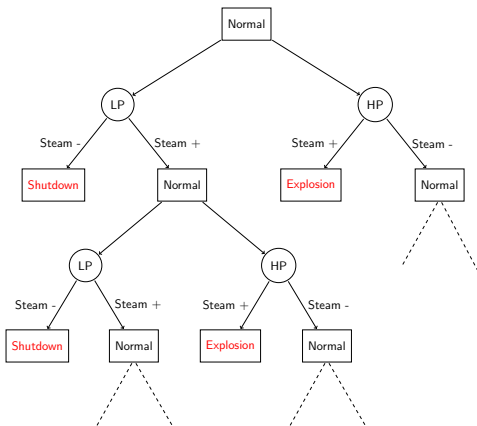 Normal
LP
HP
Steam -
Steam +
Steam +
Steam -
Shutdown
Normal
Explosion
Normal
LP
HP
Steam -
Steam +
Steam +
Steam -
Shutdown
Normal
Explosion
Normal